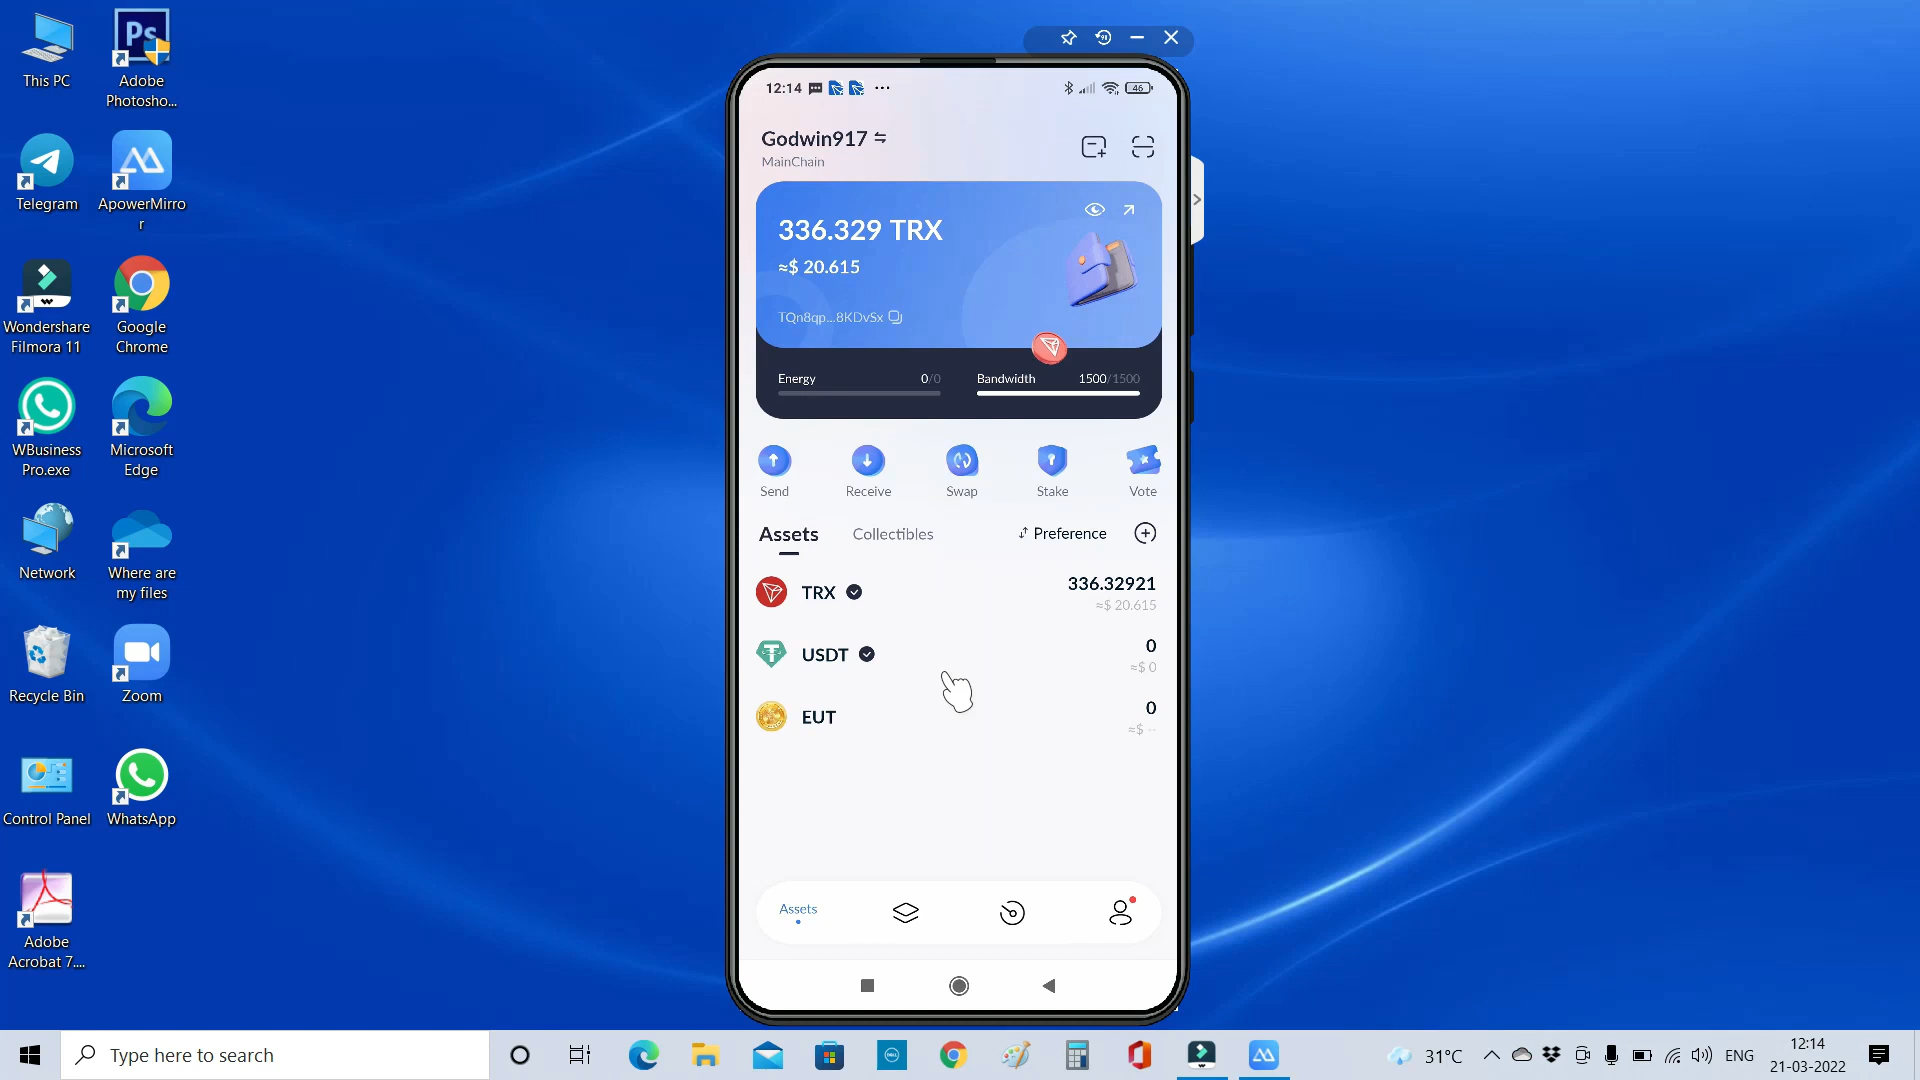 This PC
Adobe
Photosho...
Telegram
ApowerMirro
r
Wondershare
Filmora 11
Google
Chrome
WBusiness
Pro.exe
Microsoft
Edge
Network
Where are
my files
Recycle Bin
Zoom
Control Panel
WhatsApp
Adobe
Acrobat 7....
Ps
12:14
46
Godwin917
MainChain
336.329 TRX
≈$ 20.615
TQn8qp...8KDvSx
Energy 0/0
Bandwidth 1500/1500
Send
Receive
Swap
Stake
Vote
Assets
Collectibles
Preference
TRX
336.32921
≈$ 20.615
USDT
0
≈$ 0
EUT
0
≈$ --
Assets
Type here to search
DELL
31°C
ENG
12:14
21-03-2022